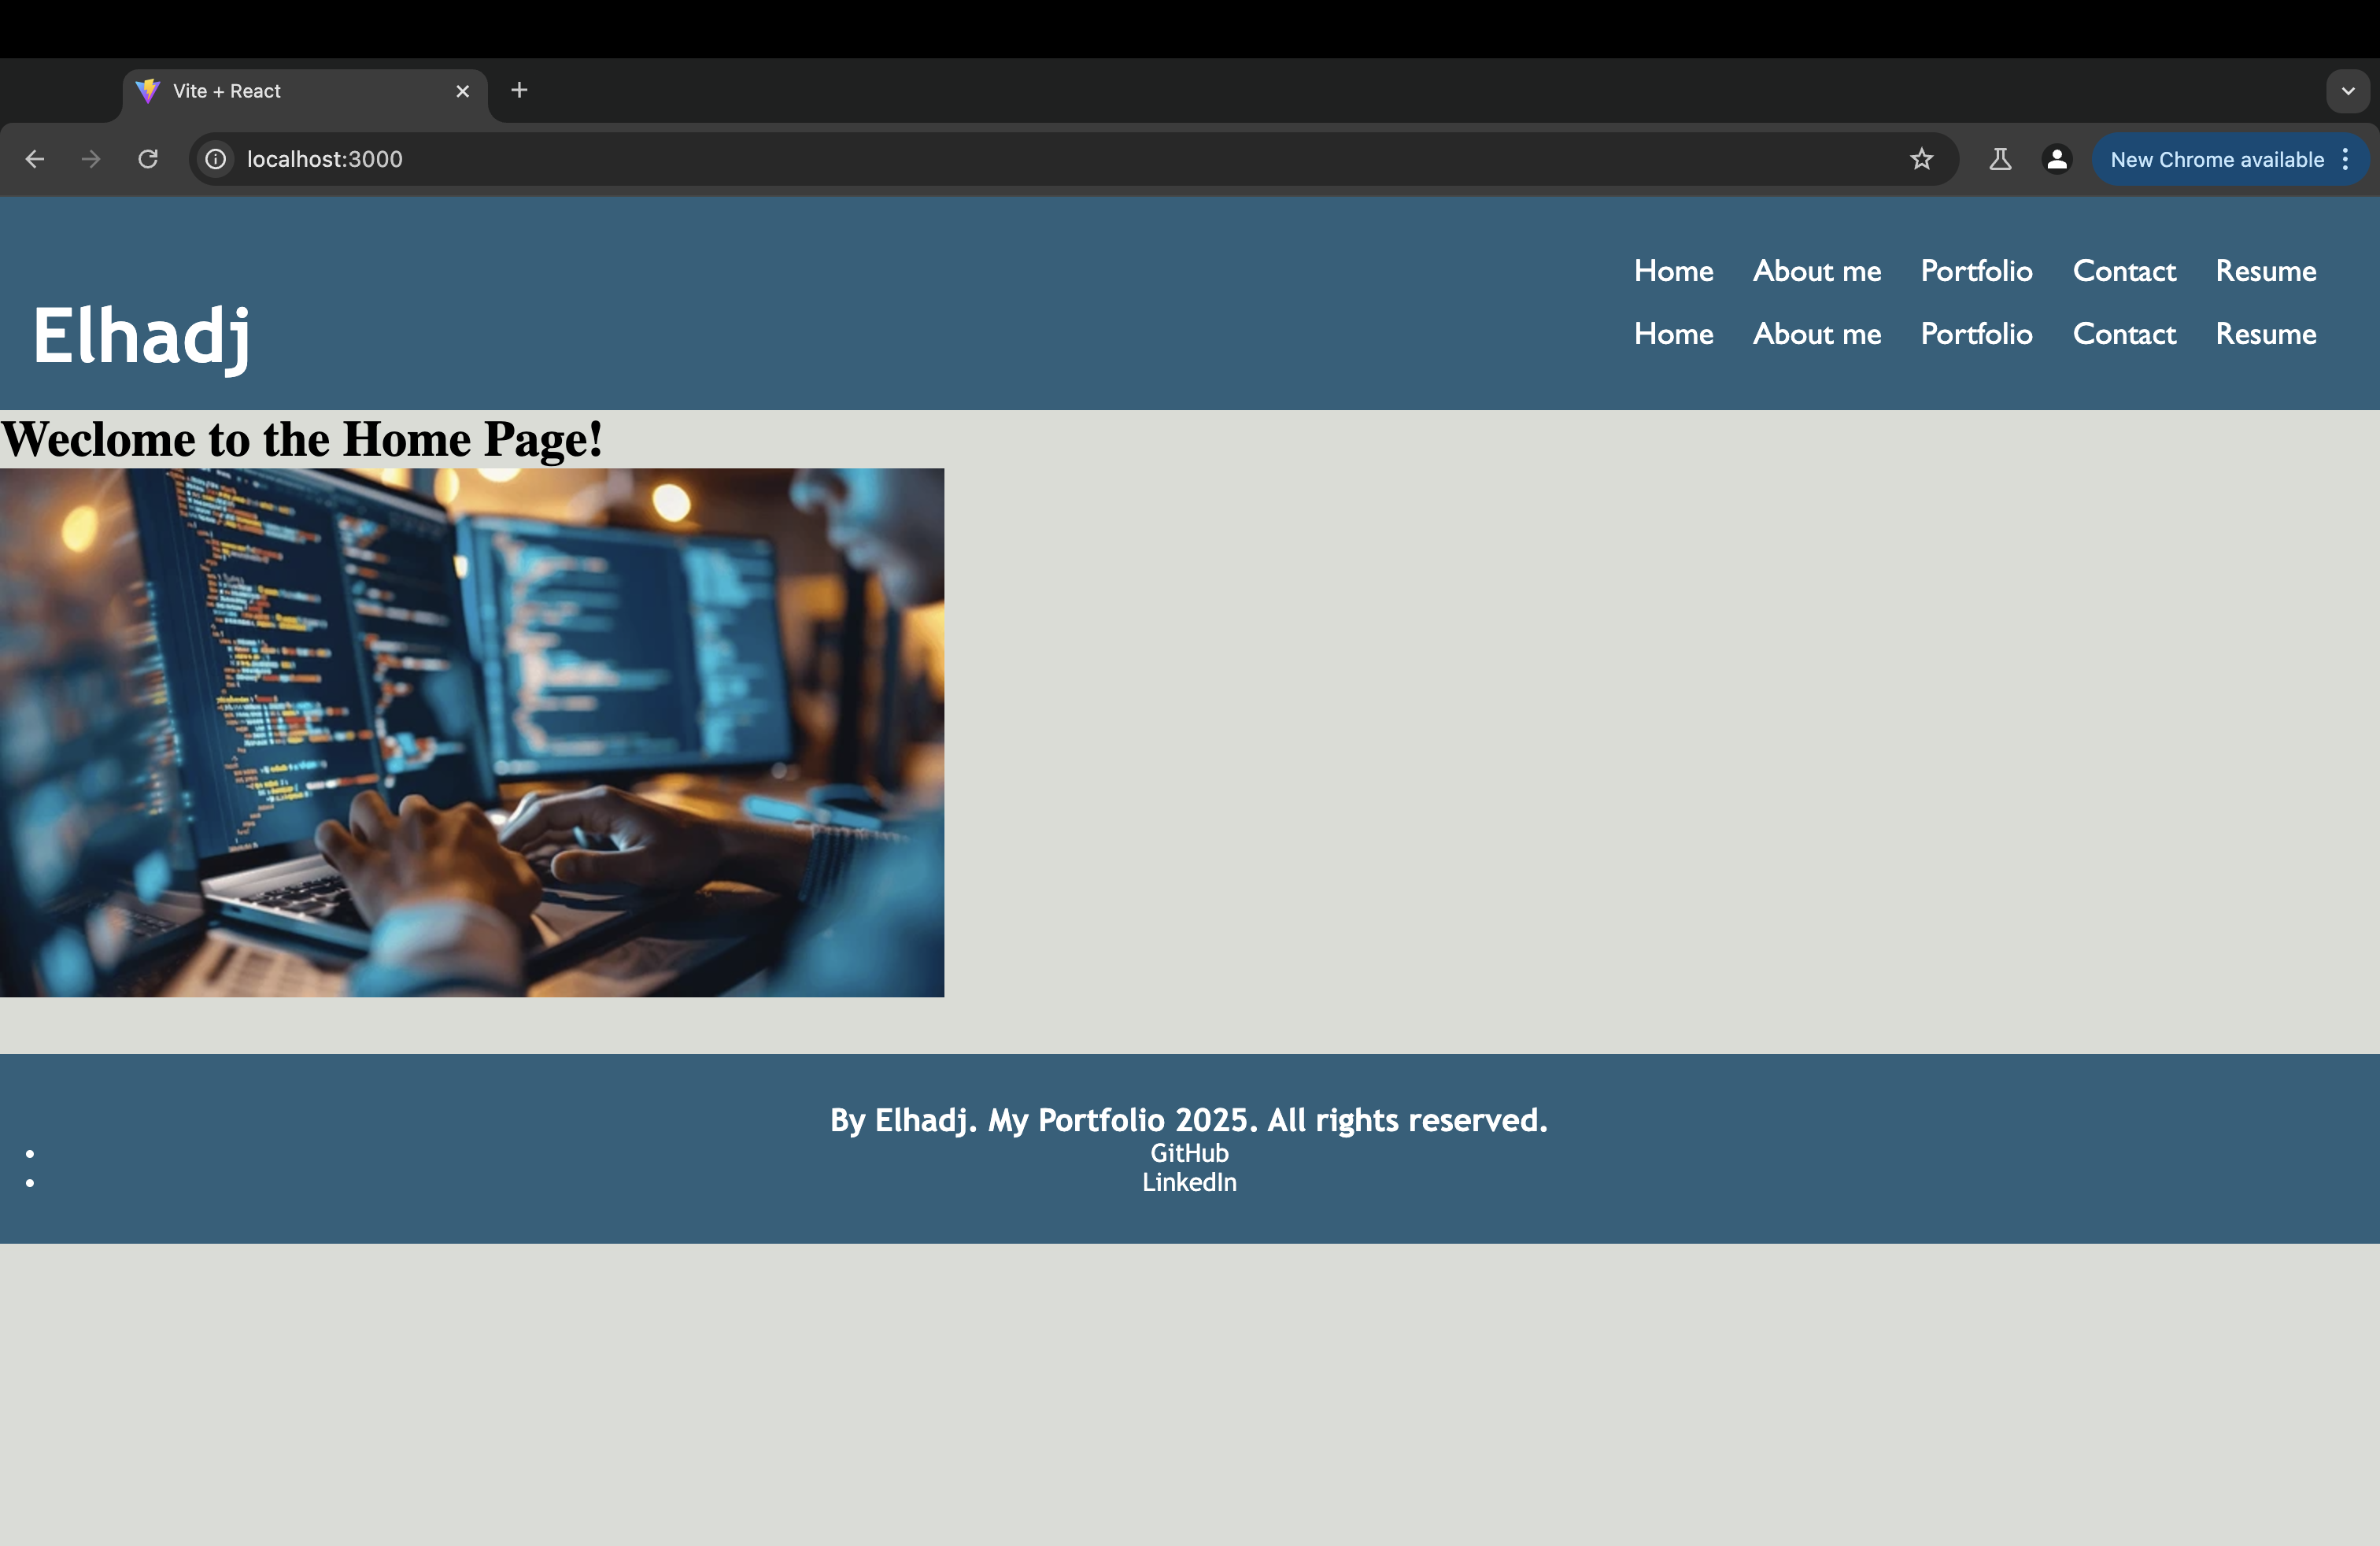 Vite + React
localhost:3000
New Chrome available
Home About me Portfolio Contact Resume
Elhadj
Home About me Portfolio Contact Resume
Weclome to the Home Page!
By Elhadj. My Portfolio 2025. All rights reserved.
GitHub
LinkedIn